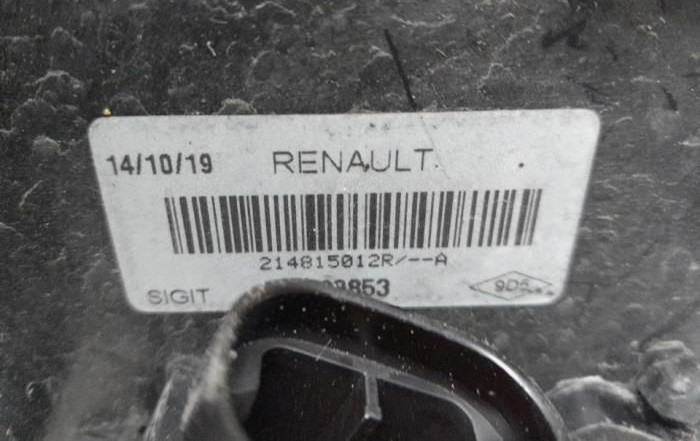 14/10/19 RENAULT
214815012R/--A
SIGIT 9D5